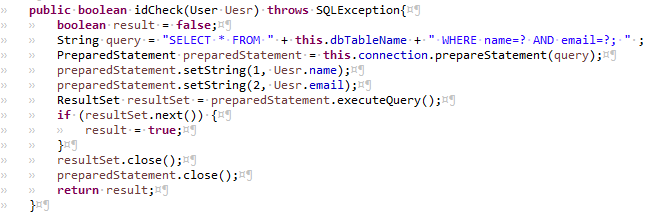 public boolean idCheck(User Uesr) throws SQLException{
boolean result = false;
String query = "SELECT * FROM " + this.dbTableName + " WHERE name=? AND email=?; " ;
PreparedStatement preparedStatement = this.connection.prepareStatement(query);
preparedStatement.setString(1, Uesr.name);
preparedStatement.setString(2, Uesr.email);
ResultSet resultSet = preparedStatement.executeQuery();
if (resultSet.next()) {
result = true;
}
resultSet.close();
preparedStatement.close();
return result;
}